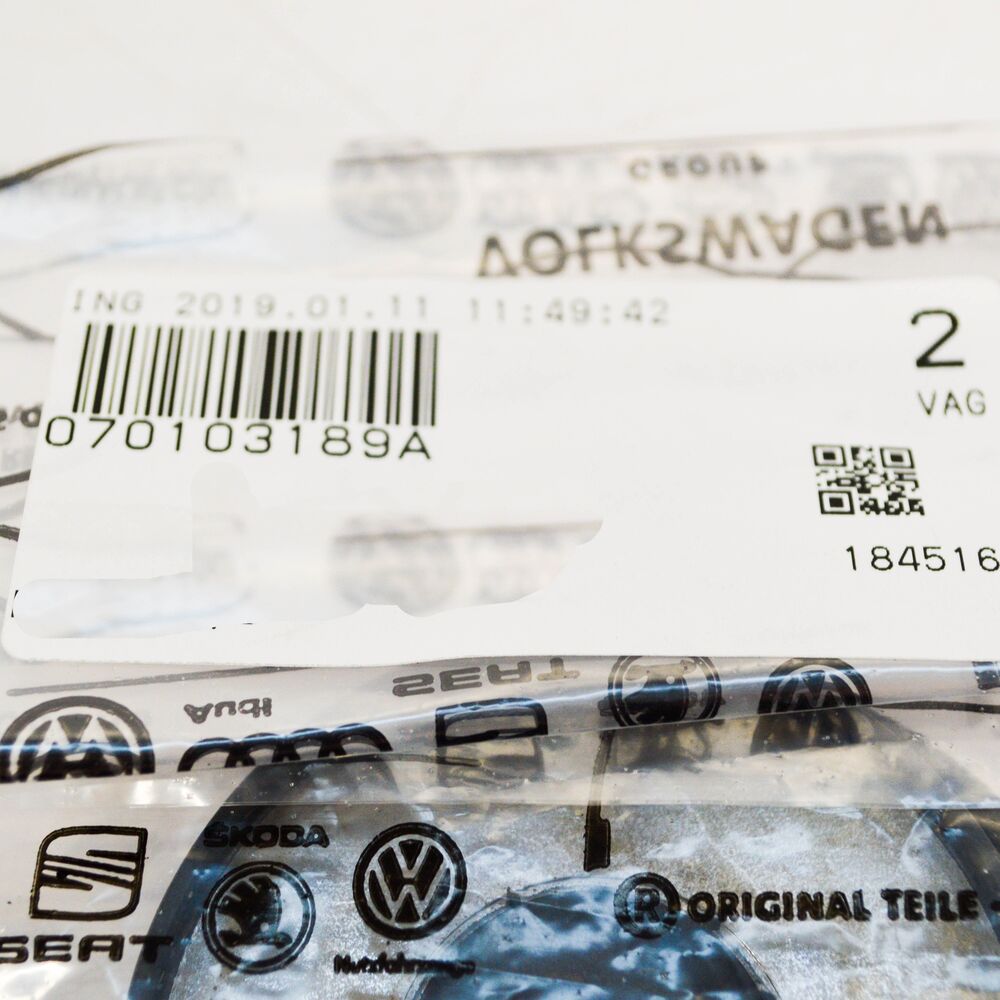 GROUP
VOLKSWAGEN
ING 2019.01.11 11:49:42
2
VAG
070103189A
184516
SEAT
Audi
SKODA
SEAT
Nutzfahrzeuge
® ORIGINAL TEILE